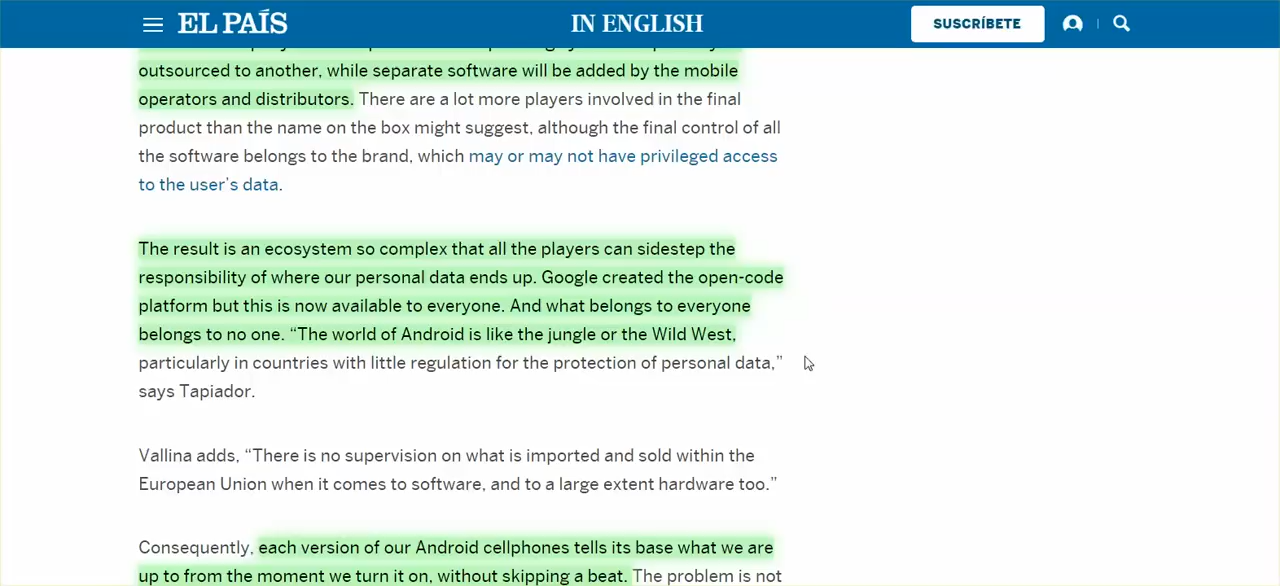 EL PAÍS
IN ENGLISH
SUSCRÍBETE
outsourced to another, while separate software will be added by the mobile
operators and distributors. There are a lot more players involved in the final
product than the name on the box might suggest, although the final control of all
the software belongs to the brand, which may or may not have privileged access
to the user’s data.
The result is an ecosystem so complex that all the players can sidestep the
responsibility of where our personal data ends up. Google created the open-code
platform but this is now available to everyone. And what belongs to everyone
belongs to no one. “The world of Android is like the jungle or the Wild West,
particularly in countries with little regulation for the protection of personal data,”
says Tapiador.
Vallina adds, “There is no supervision on what is imported and sold within the
European Union when it comes to software, and to a large extent hardware too.”
Consequently, each version of our Android cellphones tells its base what we are
up to from the moment we turn it on, without skipping a beat. The problem is not